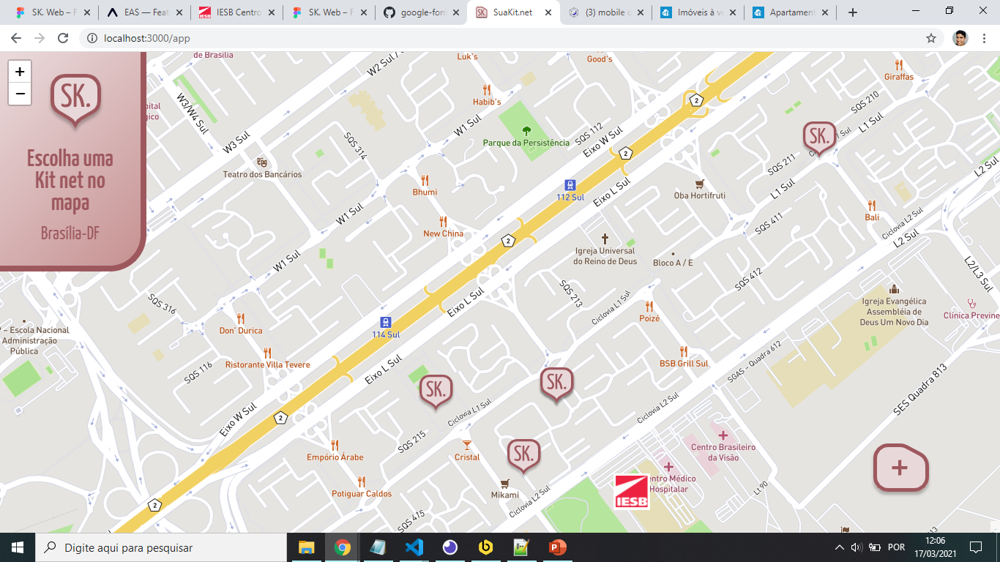 SK. Web – F
EAS — Feat
IESB Centro
SK. Web – F
google-fon
SuaKit.net
(3) mobile c
Imóveis à ve
Apartament
localhost:3000/app
+
−
SK.
Escolha uma
Kit net no
mapa
Brasília-DF
de Brasília
W2 Sul /
Luk's
Good's
Giraffas
W3/W4 Sul
Habib's
SQS 210
W3 Sul
SQS 314
W1 Sul
Parque da Persistência
SQS 112
Eixo W Sul
2
2
SK.
L1 Sul
SQS 211
L2 Sul
Teatro dos Bancários
Bhumi
112 Sul
Eixo L Sul
Oba Hortifruti
L1 Sul
Bali
Ciclovia L2 Sul
L2 Sul
W1 Sul
New China
2
Igreja Universal
do Reino de Deus
Bloco A / E
SQS 411
W1 Sul
SQS 412
L2/L3 Sul
SQS 316
Eixo L Sul
SQS 213
Ciclovia L1 Sul
Poizé
Igreja Evangélica
Assembléia de
Deus Um Novo Dia
Clínica Previne
– Escola Nacional
Administração
Pública
Don' Durica
114 Sul
Ristorante Villa Tevere
SQS 116
Eixo L Sul
BSB Grill Sul
SGAS - Quadra 612
SES Quadra 813
SK.
SK.
Eixo W Sul
2
Ciclovia L1 Sul
Ciclovia L2 Sul
SQS 215
Empório Árabe
Cristal
SK.
Centro Brasileiro
da Visão
+
Potiguar Caldos
Mikami
Ciclovia L2 Sul
IESB
entro Médico
Hospitalar
Lt 90
2
SQS 415
Digite aqui para pesquisar
POR
12:06
17/03/2021